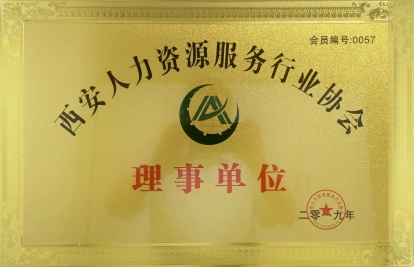 会员编号:0057
西安人力资源服务行业协会
理事单位
二零一九年